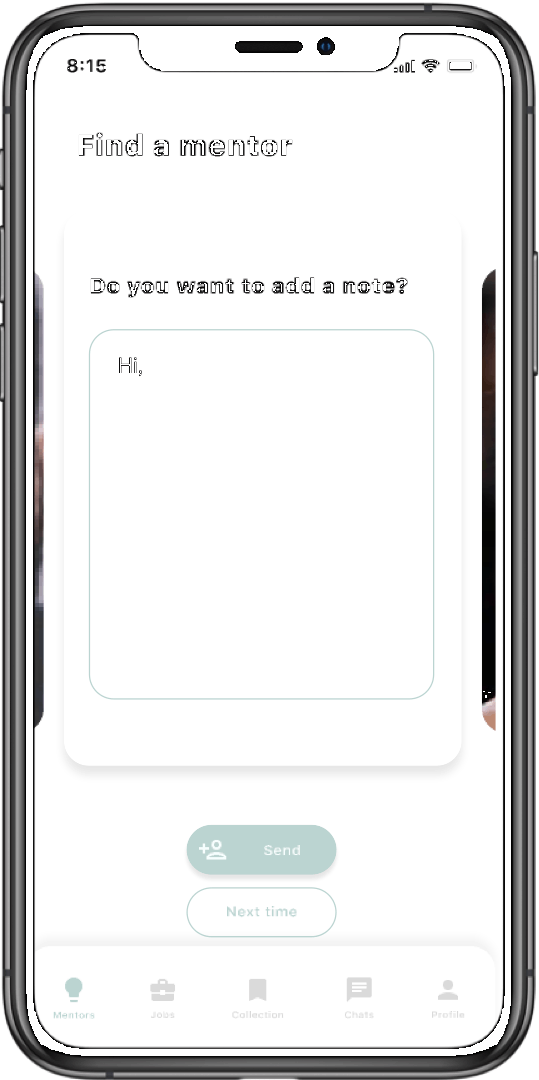 8:15
Find a mentor
Do you want to add a note?
Hi,
Send
Next time
Mentors Jobs Collection Chats Profile